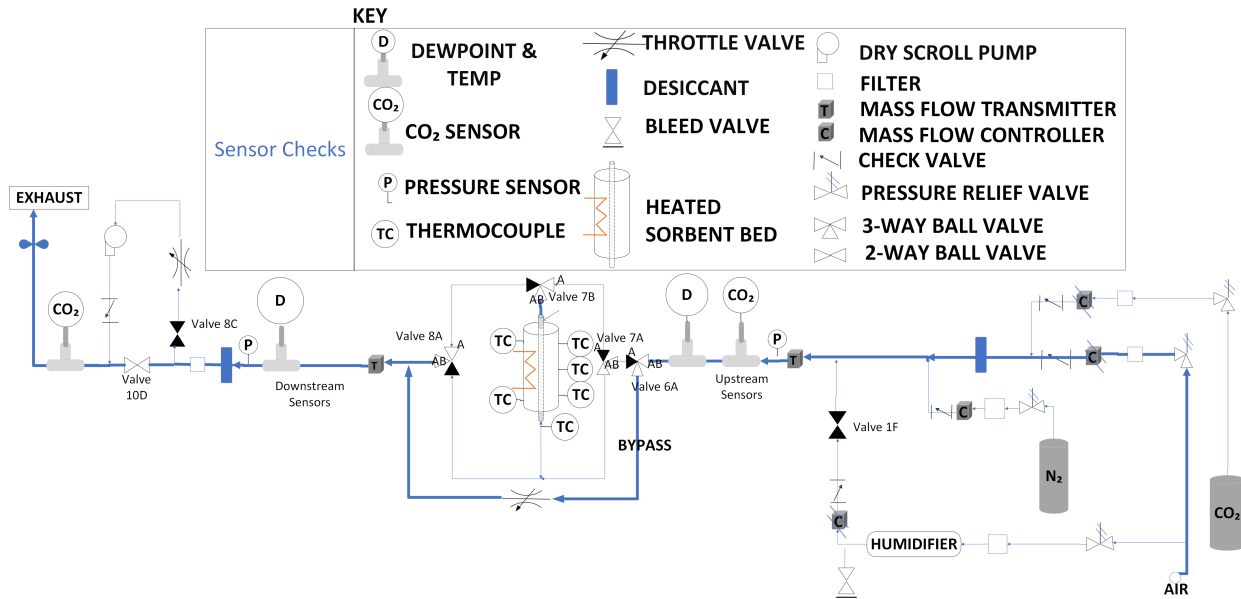 KEY
Sensor Checks
D
DEWPOINT &
TEMP
CO₂
CO₂ SENSOR
P
PRESSURE SENSOR
TC
THERMOCOUPLE
THROTTLE VALVE
DESICCANT
BLEED VALVE
HEATED
SORBENT BED
DRY SCROLL PUMP
FILTER
T
MASS FLOW TRANSMITTER
C
MASS FLOW CONTROLLER
CHECK VALVE
PRESSURE RELIEF VALVE
3-WAY BALL VALVE
2-WAY BALL VALVE
EXHAUST
CO₂
Valve
10D
Valve 8C
P
D
Downstream
Sensors
T
Valve 8A
A
AB
A
AB
Valve 7B
TC
TC
TC
TC
TC
TC
Valve 7A
A
AB
A
AB
Valve 6A
BYPASS
D
CO₂
Upstream
Sensors
P
T
Valve 1F
C
HUMIDIFIER
C
C
C
N₂
CO₂
AIR